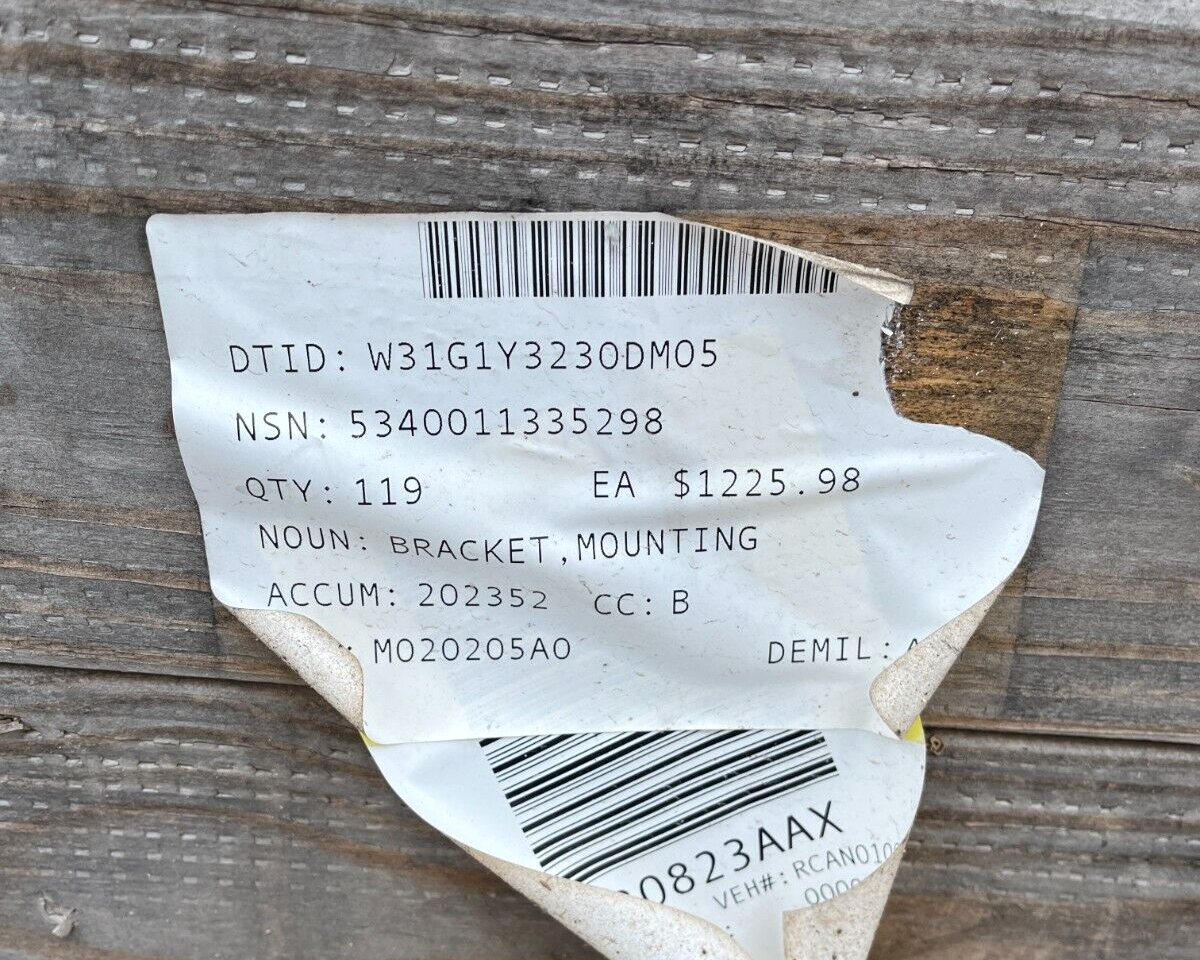 DTID: W31G1Y3230DM05
NSN: 5340011335298
QTY: 119 EA $1225.98
NOUN: BRACKET,MOUNTING
ACCUM: 202352 CC: B
M020205A0 DEMIL:
0823AAX
VEH#: RCAN010